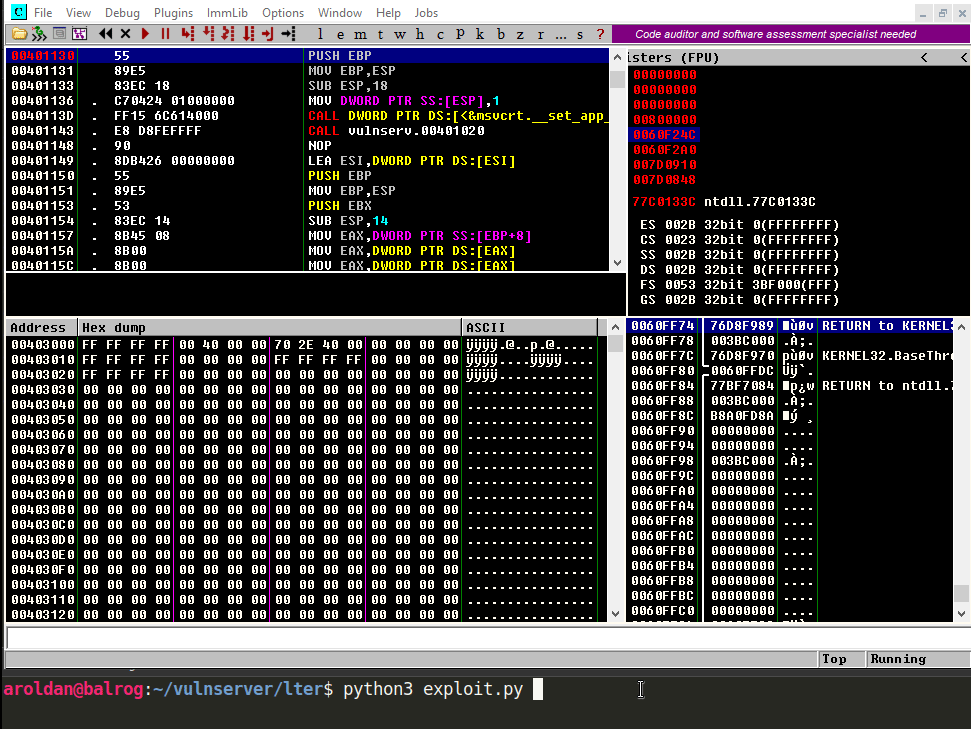 C File View Debug Plugins ImmLib Options Window Help Jobs
l e m t w h c P k b z r ... s ? Code auditor and software assessment specialist needed
00401130 55 PUSH EBP
00401131 89E5 MOV EBP,ESP
00401133 83EC 18 SUB ESP,18
00401136 . C70424 01000000 MOV DWORD PTR SS:[ESP],1
0040113D . FF15 6C614000 CALL DWORD PTR DS:[<&msvcrt.__set_app_
00401143 . E8 D8FEFFFF CALL vulnserv.00401020
00401148 . 90 NOP
00401149 . 8DB426 00000000 LEA ESI,DWORD PTR DS:[ESI]
00401150 . 55 PUSH EBP
00401151 . 89E5 MOV EBP,ESP
00401153 . 53 PUSH EBX
00401154 . 83EC 14 SUB ESP,14
00401157 . 8B45 08 MOV EAX,DWORD PTR SS:[EBP+8]
0040115A . 8B00 MOV EAX,DWORD PTR DS:[EAX]
0040115C . 8B00 MOV EAX,DWORD PTR DS:[EAX]
isters (FPU) < <
00000000
00000000
00000000
00800000
0060F24C
0060F2A0
007D0910
007D0848
77C0133C ntdll.77C0133C
ES 002B 32bit 0(FFFFFFFF)
CS 0023 32bit 0(FFFFFFFF)
SS 002B 32bit 0(FFFFFFFF)
DS 002B 32bit 0(FFFFFFFF)
FS 0053 32bit 3BF000(FFF)
GS 002B 32bit 0(FFFFFFFF)
Address Hex dump ASCII
00403000 FF FF FF FF 00 40 00 00 70 2E 40 00 00 00 00 00 ÿÿÿÿ.@..p.@.....
00403010 FF FF FF FF 00 00 00 00 FF FF FF FF 00 00 00 00 ÿÿÿÿ....ÿÿÿÿ....
00403020 FF FF FF FF 00 00 00 00 00 00 00 00 00 00 00 00 ÿÿÿÿ............
00403030 00 00 00 00 00 00 00 00 00 00 00 00 00 00 00 00 ................
00403040 00 00 00 00 00 00 00 00 00 00 00 00 00 00 00 00 ................
00403050 00 00 00 00 00 00 00 00 00 00 00 00 00 00 00 00 ................
00403060 00 00 00 00 00 00 00 00 00 00 00 00 00 00 00 00 ................
00403070 00 00 00 00 00 00 00 00 00 00 00 00 00 00 00 00 ................
00403080 00 00 00 00 00 00 00 00 00 00 00 00 00 00 00 00 ................
00403090 00 00 00 00 00 00 00 00 00 00 00 00 00 00 00 00 ................
004030A0 00 00 00 00 00 00 00 00 00 00 00 00 00 00 00 00 ................
004030B0 00 00 00 00 00 00 00 00 00 00 00 00 00 00 00 00 ................
004030C0 00 00 00 00 00 00 00 00 00 00 00 00 00 00 00 00 ................
004030D0 00 00 00 00 00 00 00 00 00 00 00 00 00 00 00 00 ................
004030E0 00 00 00 00 00 00 00 00 00 00 00 00 00 00 00 00 ................
004030F0 00 00 00 00 00 00 00 00 00 00 00 00 00 00 00 00 ................
00403100 00 00 00 00 00 00 00 00 00 00 00 00 00 00 00 00 ................
00403110 00 00 00 00 00 00 00 00 00 00 00 00 00 00 00 00 ................
00403120 00 00 00 00 00 00 00 00 00 00 00 00 00 00 00 00 ................
0060FF74 76D8F989 ■ùØv RETURN to KERNEL3
0060FF78 003BC000 .À;.
0060FF7C 76D8F970 pùØv KERNEL32.BaseThre
0060FF80 0060FFDC Üÿ`.
0060FF84 77BF7084 ■p¿w RETURN to ntdll.7
0060FF88 003BC000 .À;.
0060FF8C B8A0FD8A ■ý ¸
0060FF90 00000000 ....
0060FF94 00000000 ....
0060FF98 003BC000 .À;.
0060FF9C 00000000 ....
0060FFA0 00000000 ....
0060FFA4 00000000 ....
0060FFA8 00000000 ....
0060FFAC 00000000 ....
0060FFB0 00000000 ....
0060FFB4 00000000 ....
0060FFB8 00000000 ....
0060FFBC 00000000 ....
0060FFC0 00000000 ....
Top Running
aroldan@balrog:~/vulnserver/lter$ python3 exploit.py